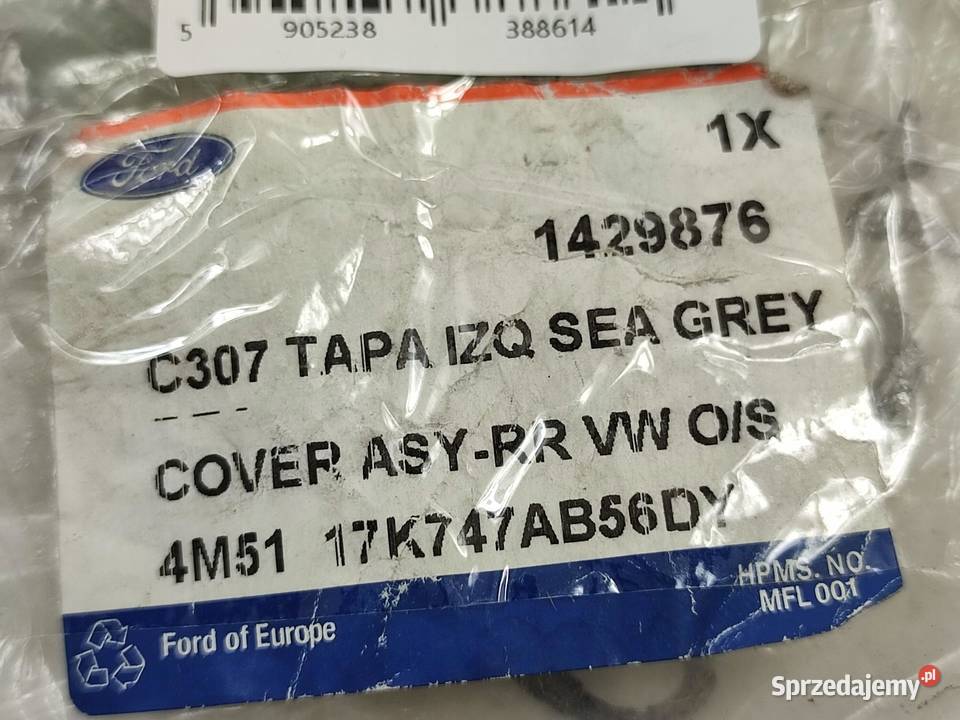 5 905238 388614
Ford
1X
1429876
C307 TAPA IZQ SEA GREY
---
COVER ASY-RR VW O/S
4M51 17K747AB56DY
HPMS. NO.
MFL 001
Ford of Europe
Sprzedajemy.pl